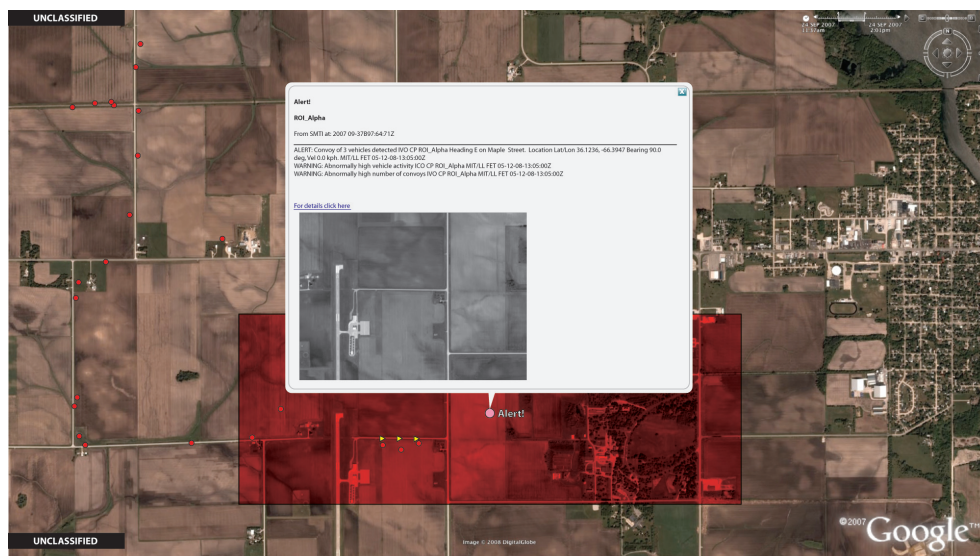 UNCLASSIFIED
24 SEP 2007
11:57am
24 SEP 2007
2:01pm
N
Alert!
ROI_Alpha
From SMTI at: 2007 09-37B97:64:71Z
ALERT: Convoy of 3 vehicles detected IVO CP ROI_Alpha Heading E on Maple Street. Location Lat/Lon 36.1236, -66.3947 Bearing 90.0
deg, Vel 0.0 kph. MIT/LL FET 05-12-08-13:05:00Z
WARNING: Abnormally high vehicle activity ICO CP ROI_Alpha MIT/LL FET 05-12-08-13:05:00Z
WARNING: Abnormally high number of convoys IVO CP ROI_Alpha MIT/LL FET 05-12-08-13:05:00Z
For details click here
Alert!
©2007 Google™
UNCLASSIFIED
Image © 2008 DigitalGlobe